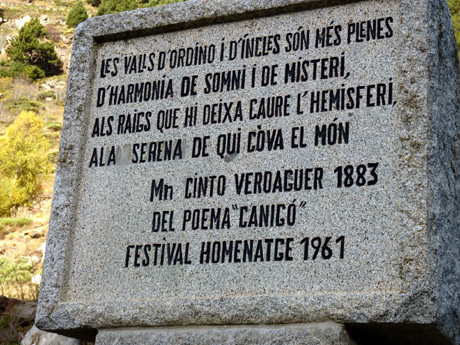 LES VALLS D'ORDINO I D'INCLES SÓN MÉS PLENES
D'HARMONIA DE SOMNI I DE MISTERI,
ALS RAIGS QUE HI DEIXA CAURE L'HEMISFERI,
ALA SERENA DE QUI CÒVA EL MÓN
Mn CINTO VERDAGUER 1883
DEL POEMA "CANIGÓ"
FESTIVAL HOMENATGE 1961